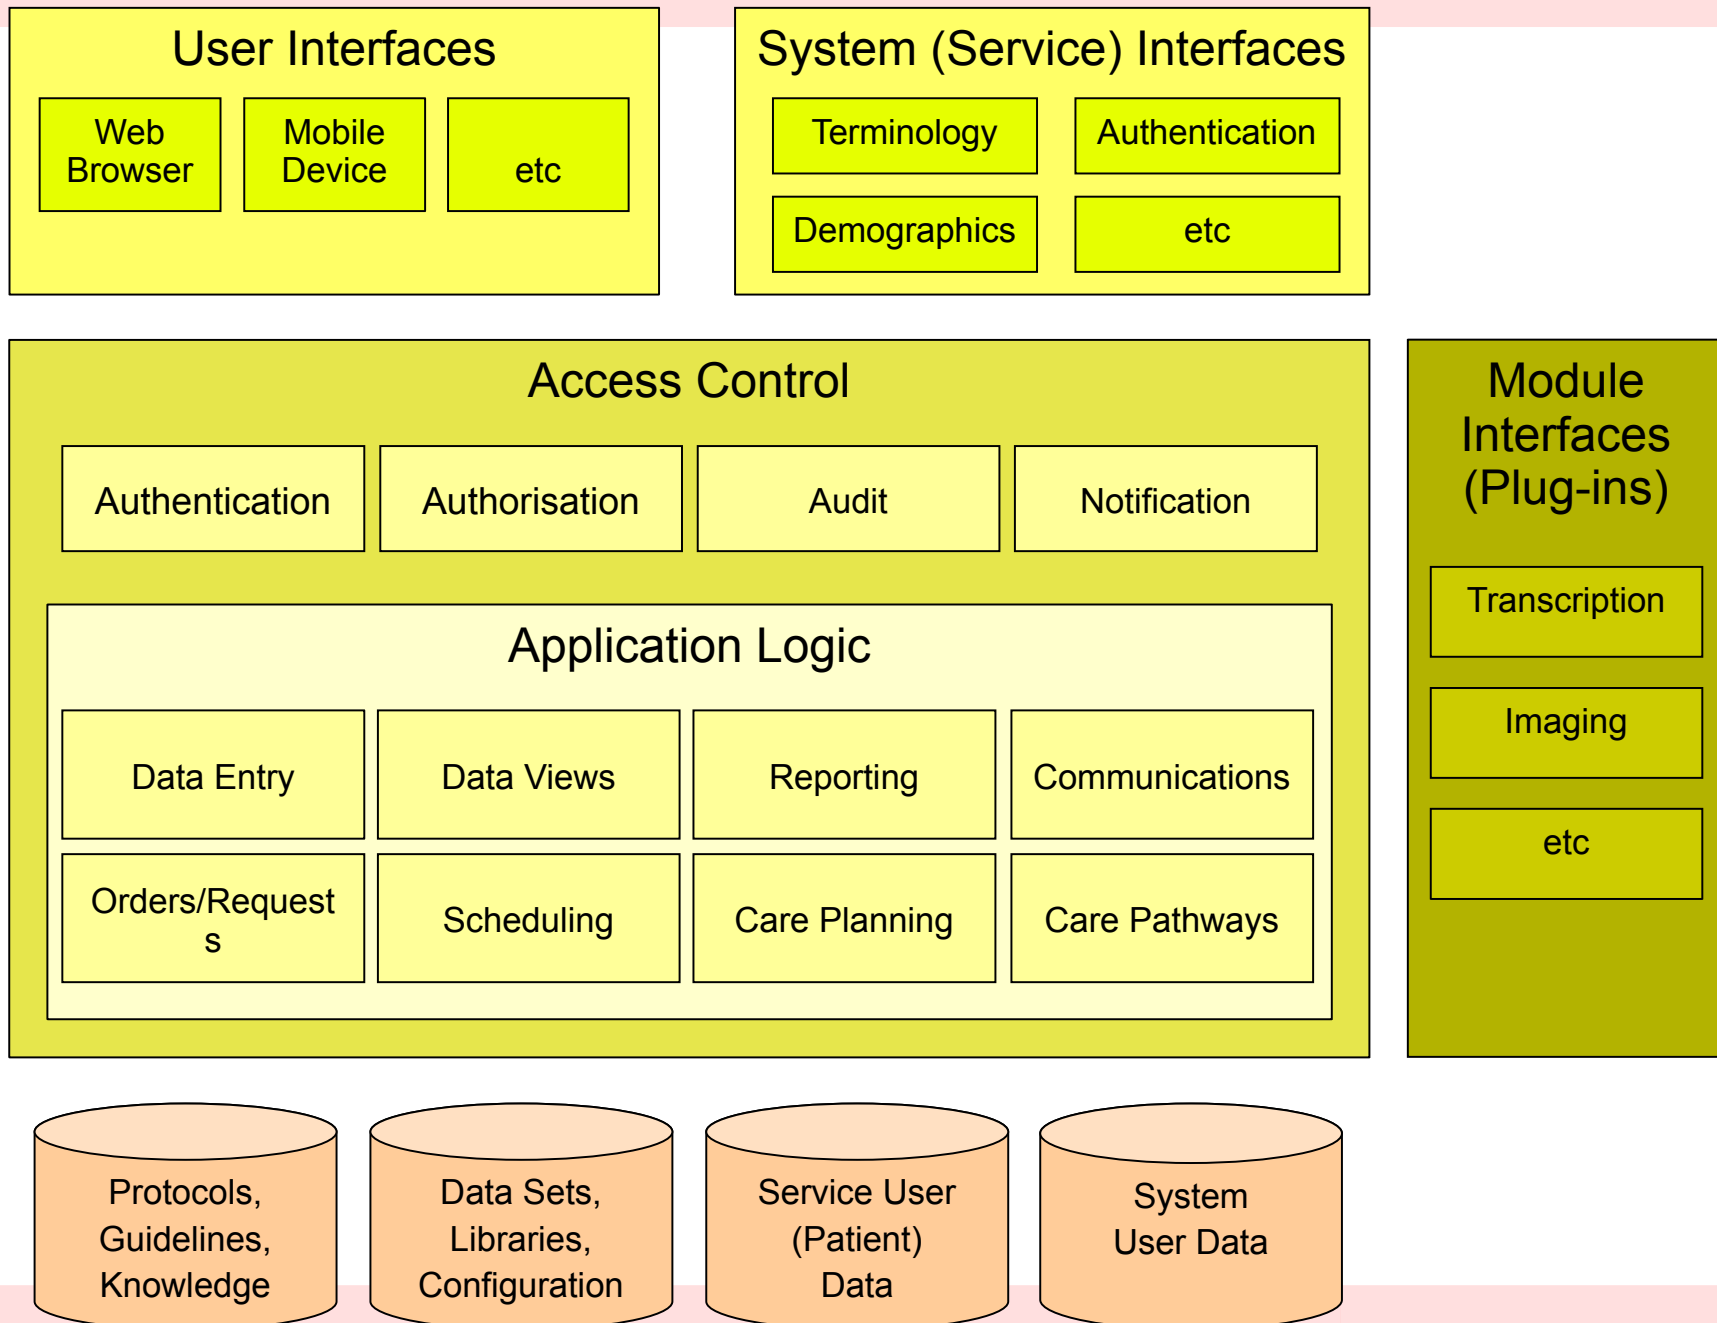 User Interfaces
Web
Browser
Mobile
Device
etc
System (Service) Interfaces
Terminology
Authentication
Demographics
etc
Access Control
Authentication
Authorisation
Audit
Notification
Application Logic
Data Entry
Data Views
Reporting
Communications
Orders/Request
s
Scheduling
Care Planning
Care Pathways
Module
Interfaces
(Plug-ins)
Transcription
Imaging
etc
Protocols,
Guidelines,
Knowledge
Data Sets,
Libraries,
Configuration
Service User
(Patient)
Data
System
User Data